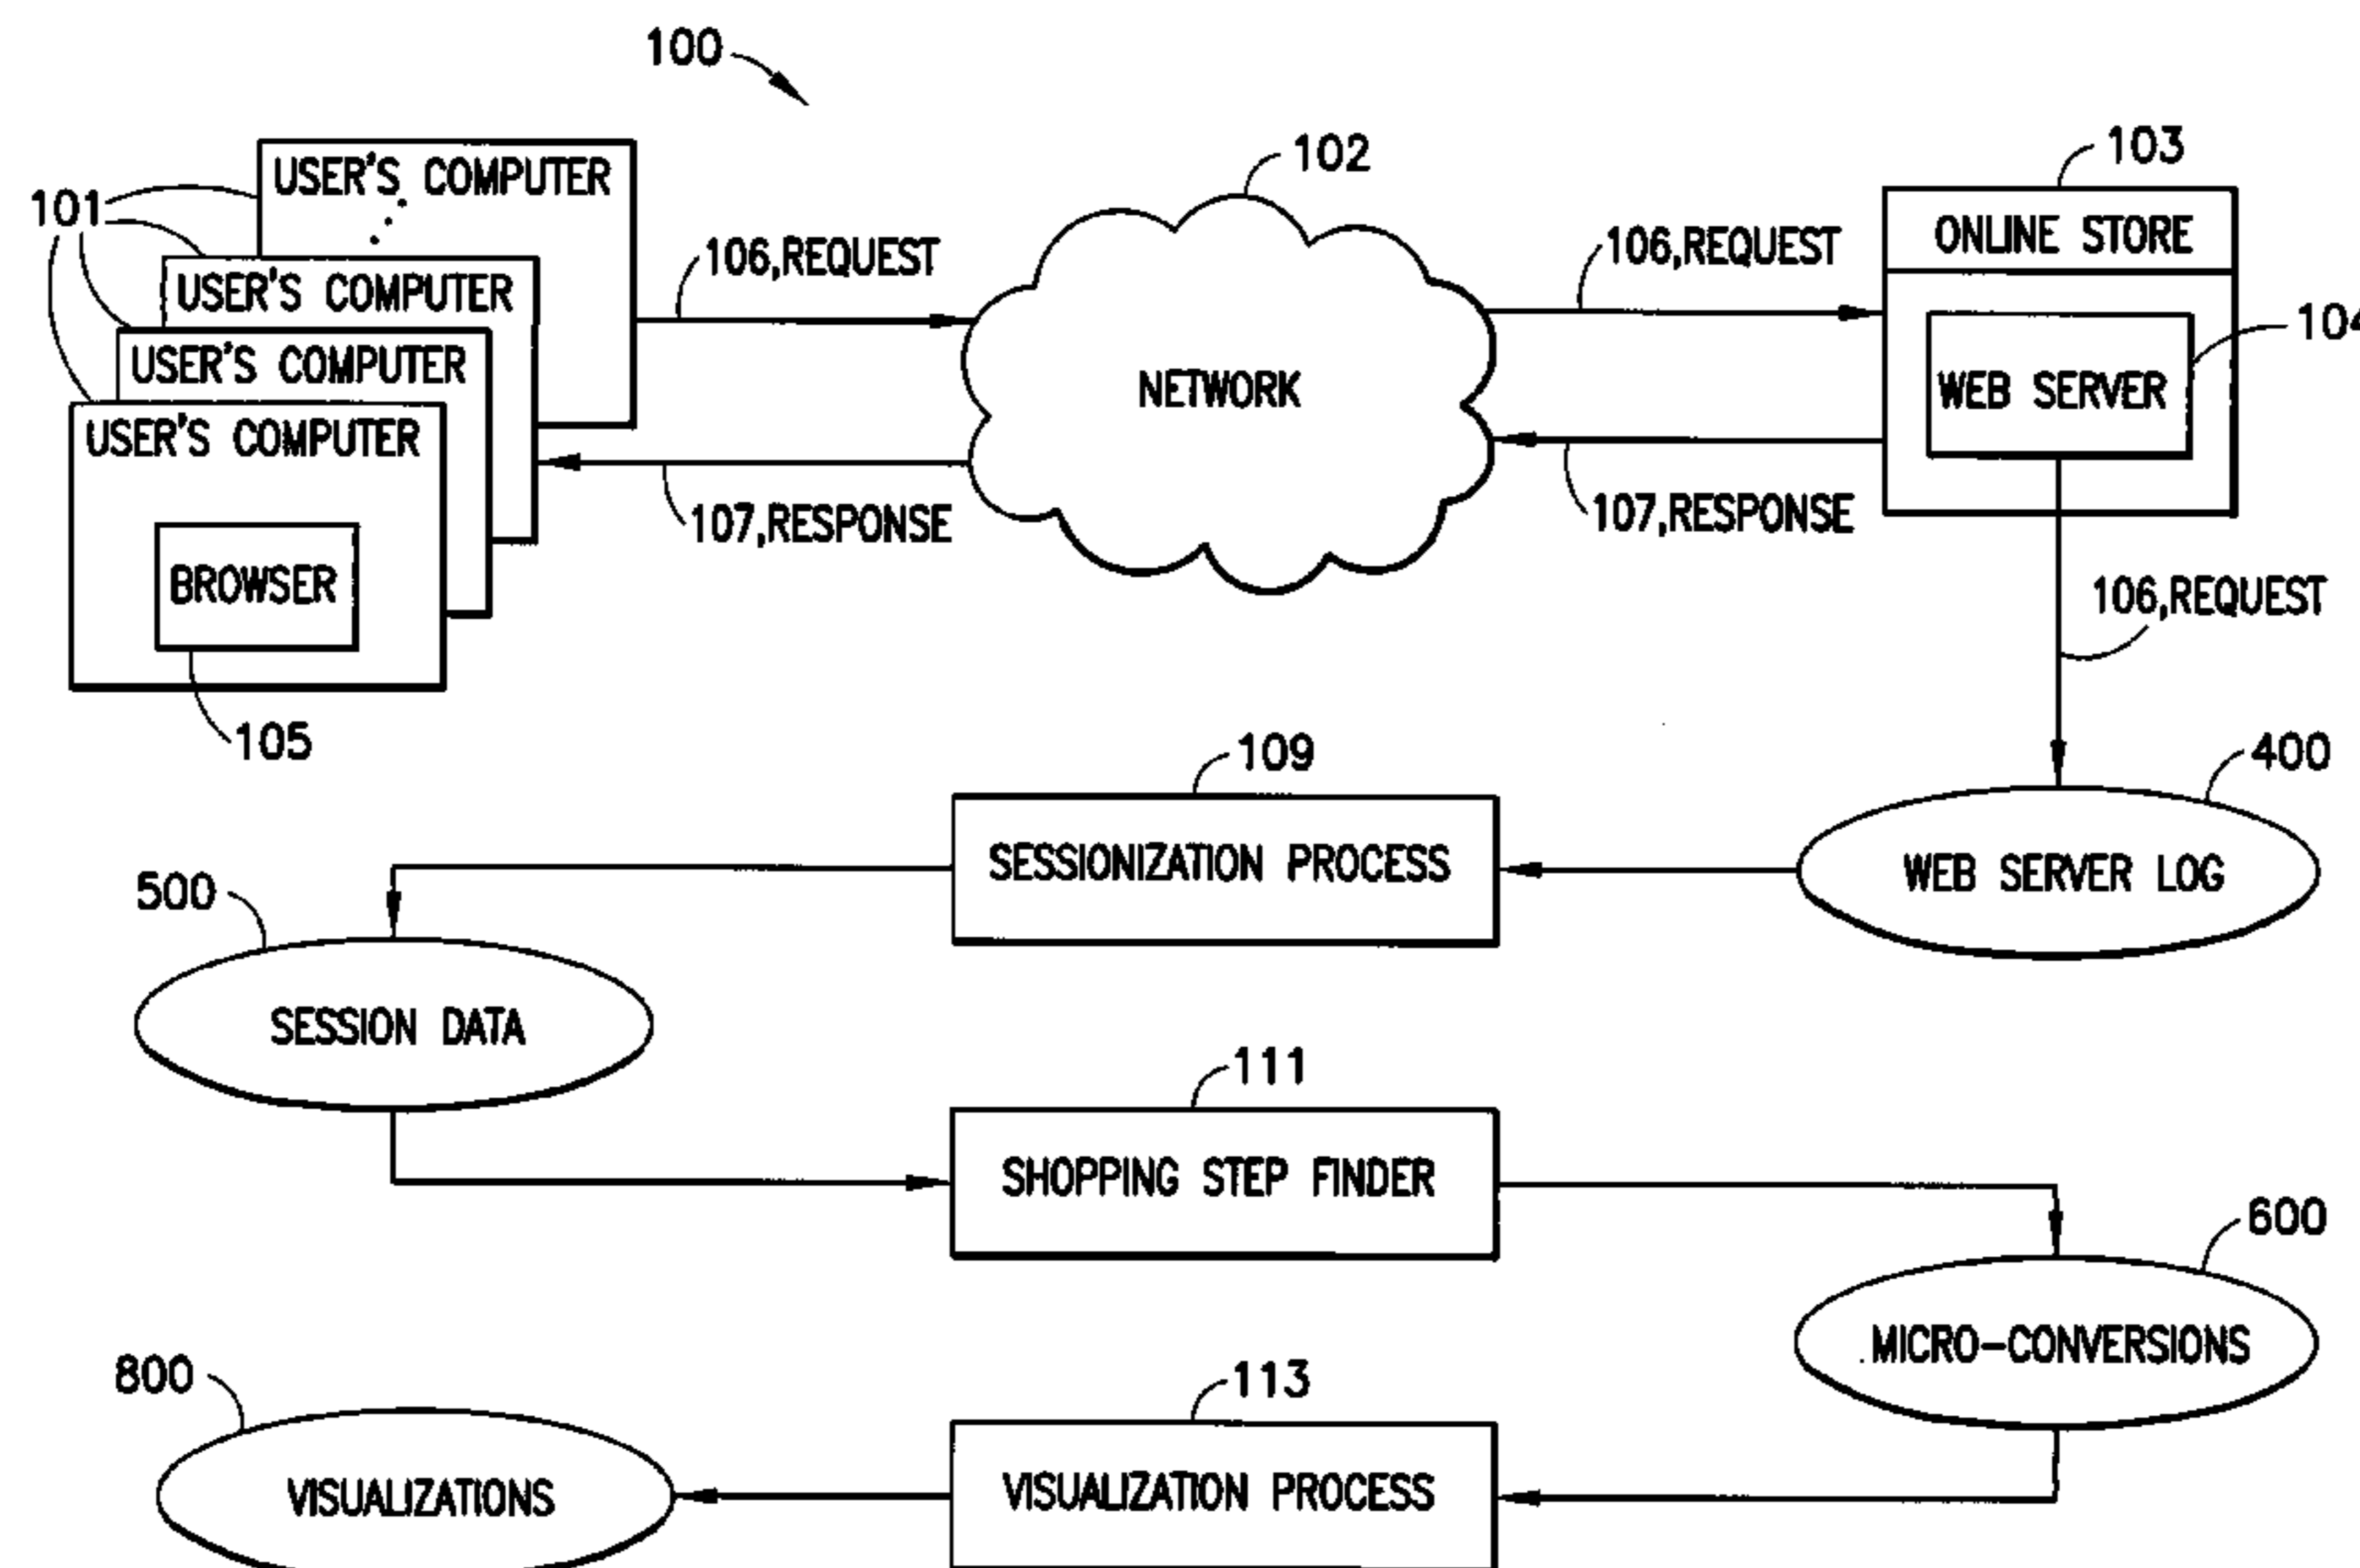 100
USER'S COMPUTER
101
USER'S COMPUTER
USER'S COMPUTER
USER'S COMPUTER
BROWSER
105
106,REQUEST
107,RESPONSE
102
NETWORK
106,REQUEST
107,RESPONSE
103
ONLINE STORE
WEB SERVER
104
106,REQUEST
400
WEB SERVER LOG
109
SESSIONIZATION PROCESS
500
SESSION DATA
111
SHOPPING STEP FINDER
600
MICRO-CONVERSIONS
113
VISUALIZATION PROCESS
800
VISUALIZATIONS